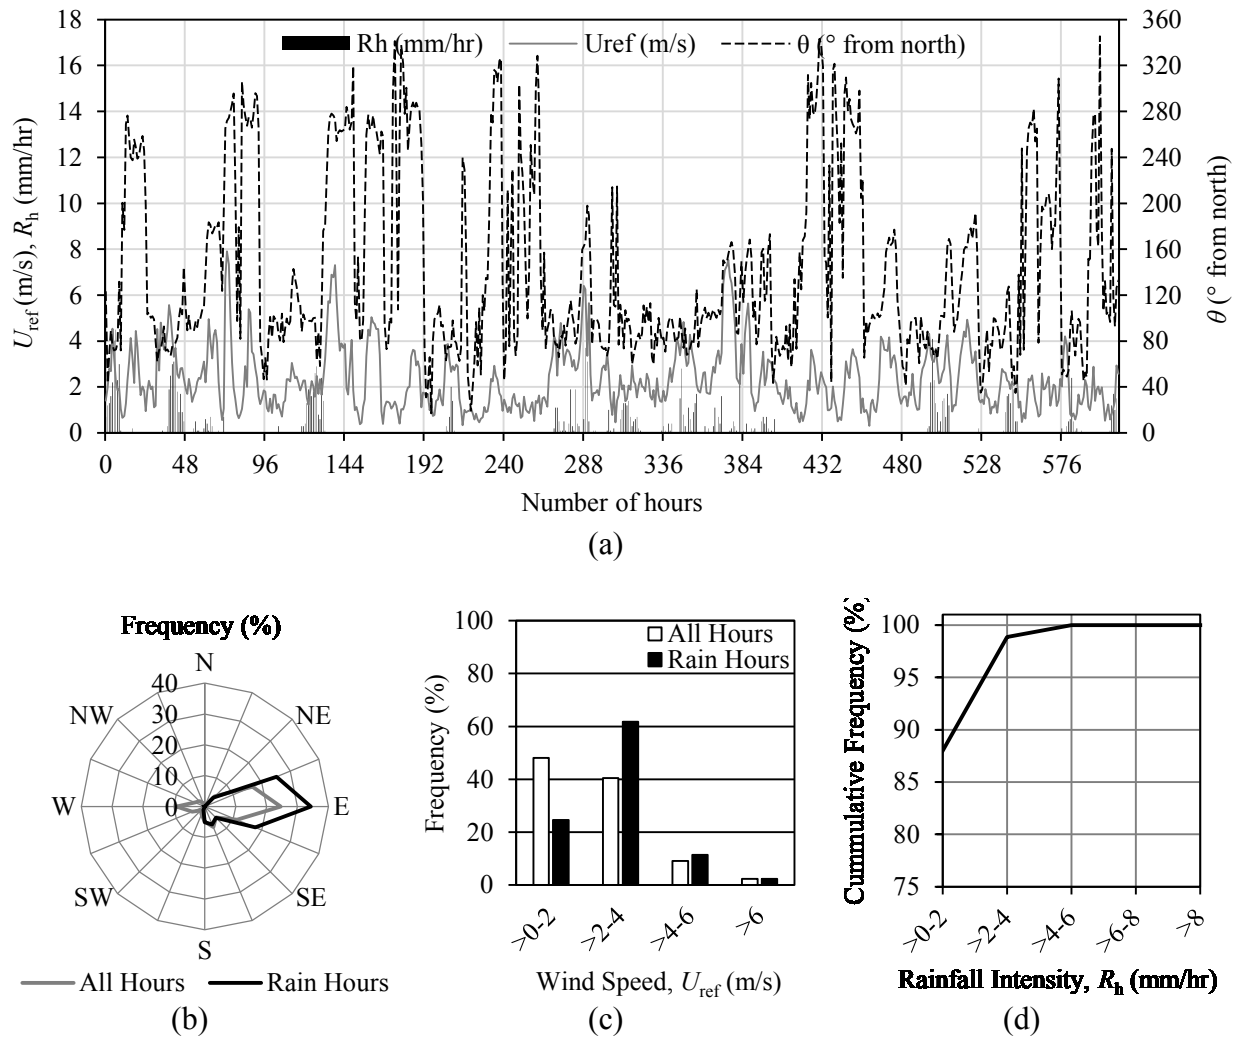 Rh (mm/hr) Uref (m/s) θ (° from north)
18 16 14 12 10 8 6 4 2 0
Uref (m/s), Rh (mm/hr)
360 320 280 240 200 160 120 80 40 0
θ (° from north)
0 48 96 144 192 240 288 336 384 432 480 528 576
Number of hours
(a)
Frequency (%)
N
NE
E
SE
S
SW
W
NW
40
30
20
10
0
All Hours Rain Hours
(b)
Frequency (%)
100
80
60
40
20
0
All Hours
Rain Hours
>0-2 >2-4 >4-6 >6
Wind Speed, Uref (m/s)
(c)
Cummulative Frequency (%)
100
95
90
85
80
75
>0-2 >2-4 >4-6 >6-8 >8
Rainfall Intensity, Rh (mm/hr)
(d)